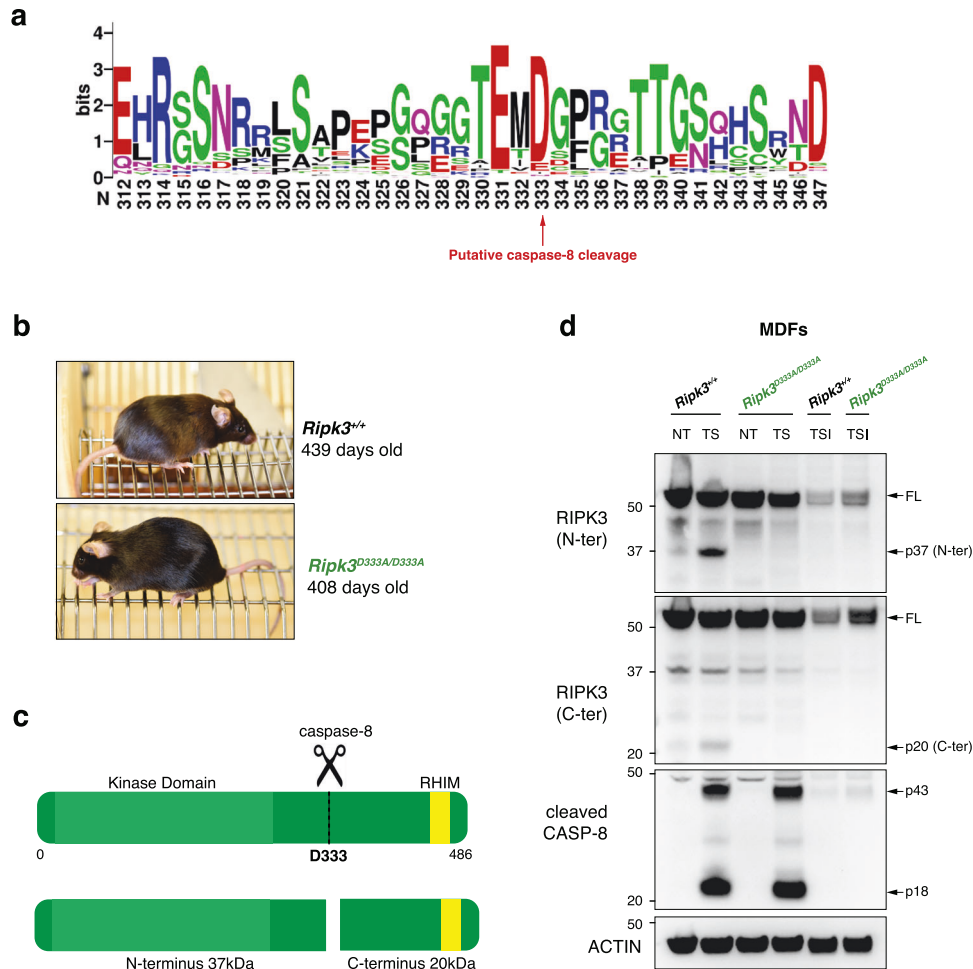 a
bits
4
3
2
1
0
N
312 313 314 315 316 317 318 319 320 321 322 323 324 325 326 327 328 329 330 331 332 333 334 335 336 337 338 339 340 341 342 343 344 345 346 347
EHRSSNRRLSAPEPGQGGTEMDGPRGTTGSQHSRND
Putative caspase-8 cleavage
b
Ripk3+/+
439 days old
Ripk3D333A/D333A
408 days old
c
caspase-8
Kinase Domain
RHIM
0
D333
486
N-terminus 37kDa
C-terminus 20kDa
d
MDFs
Ripk3+/+
Ripk3D333A/D333A
Ripk3+/+
Ripk3D333A/D333A
NT TS NT TS TSI TSI
RIPK3
(N-ter)
50
37
FL
p37 (N-ter)
RIPK3
(C-ter)
50
37
20
FL
p20 (C-ter)
cleaved
CASP-8
50
20
p43
p18
ACTIN
50